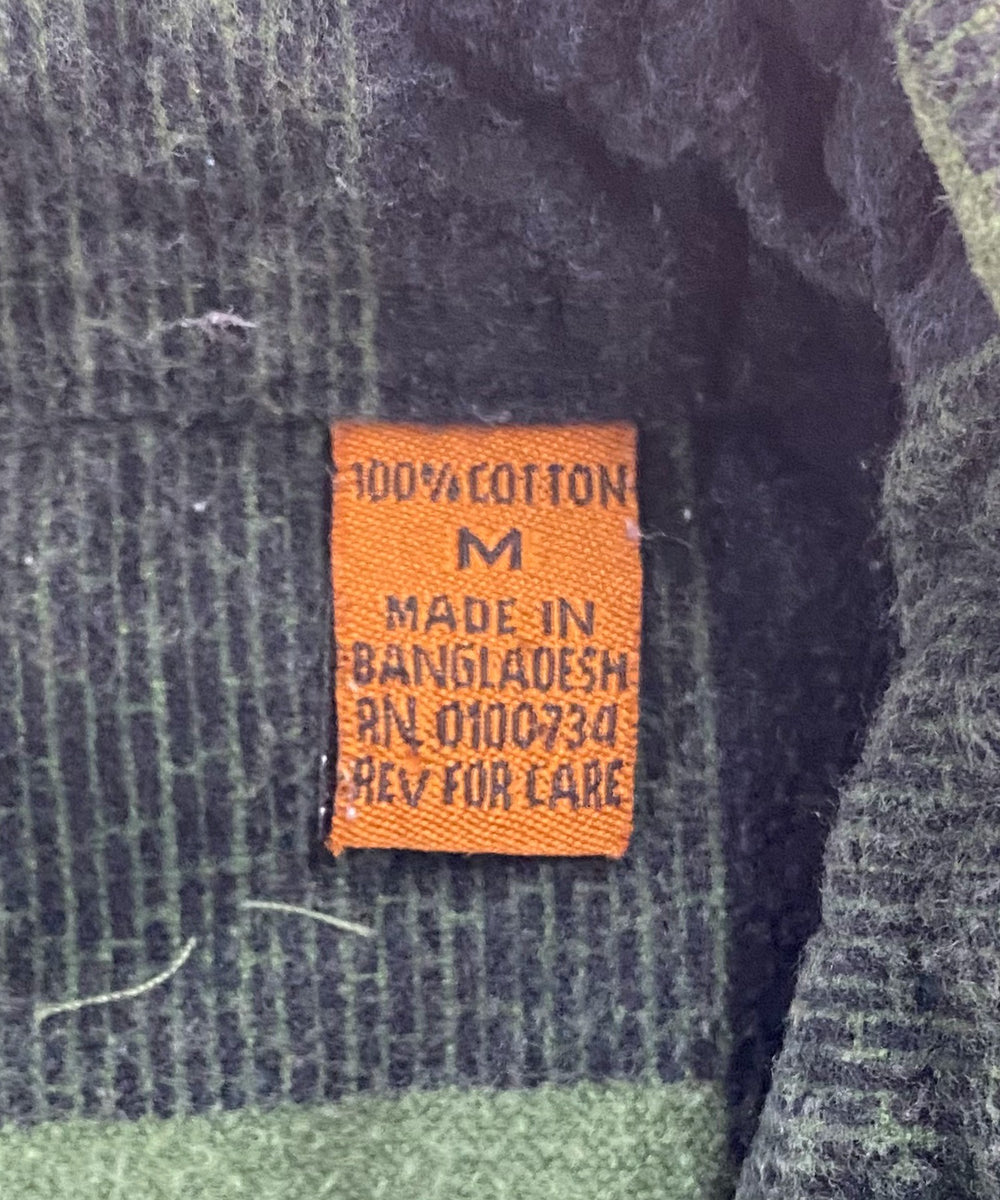 100% COTTON
M
MADE IN
BANGLADESH
RN 0100734
REV FOR CARE